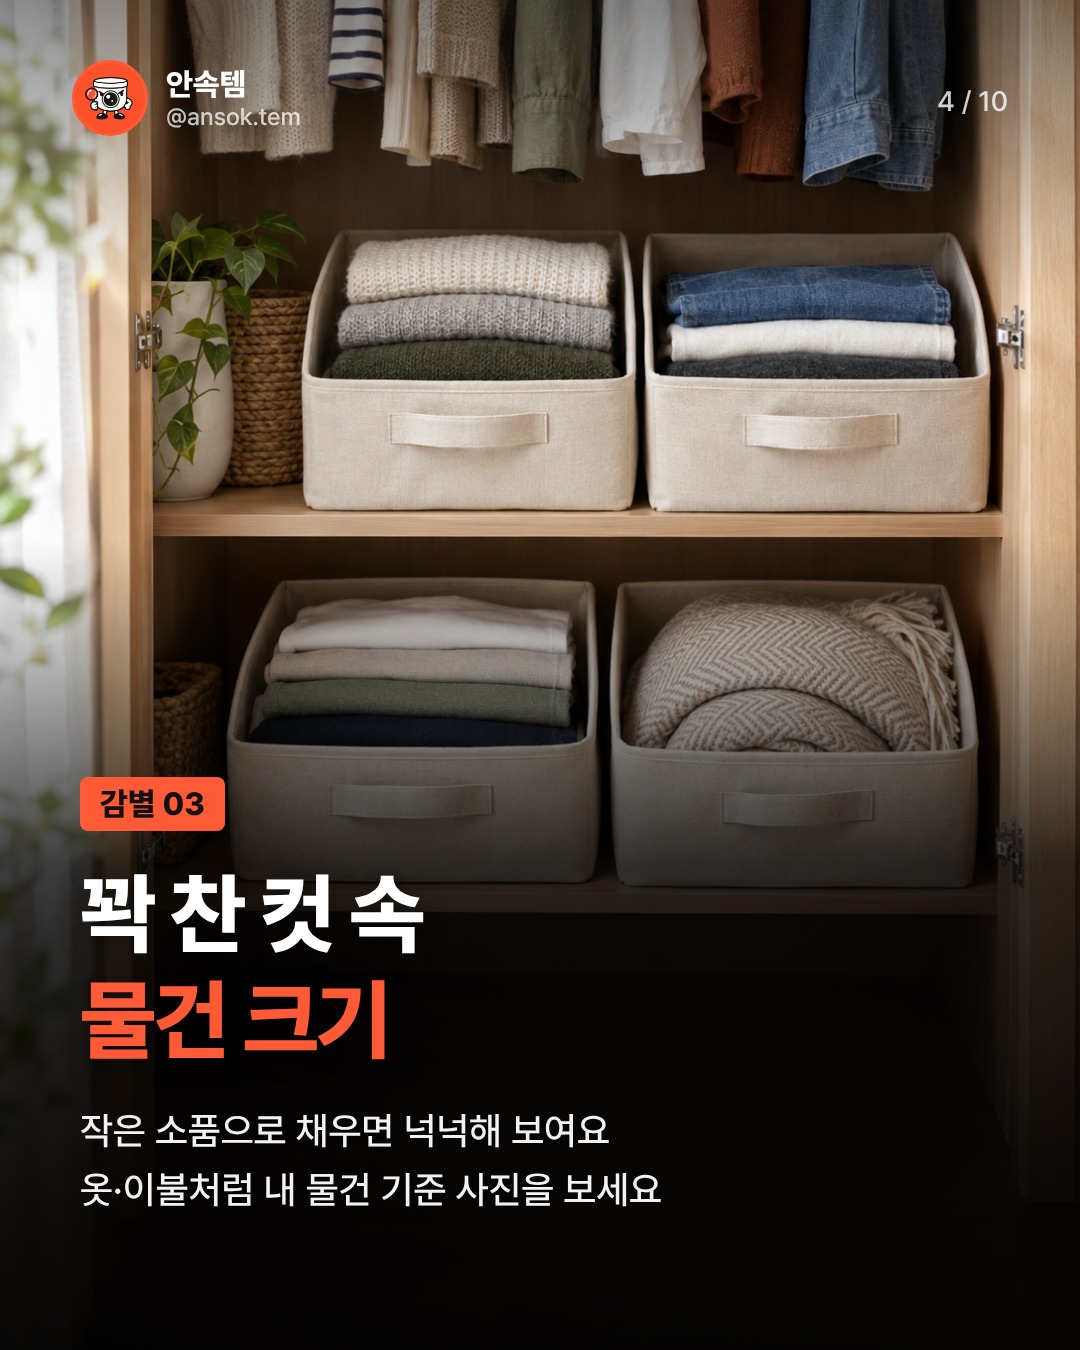 안속템
@ansok.tem
4 / 10
감별 03
꽉 찬 컷 속
물건 크기
작은 소품으로 채우면 넉넉해 보여요
옷·이불처럼 내 물건 기준 사진을 보세요